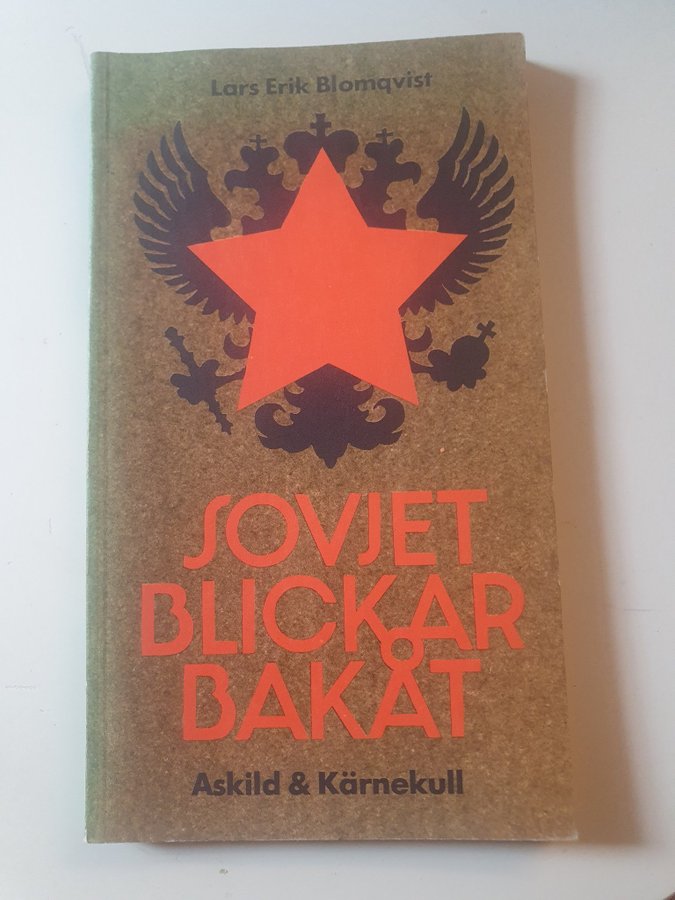 Lars Erik Blomqvist
SOVJET
BLICKAR
BAKÅT
Askild & Kärnekull